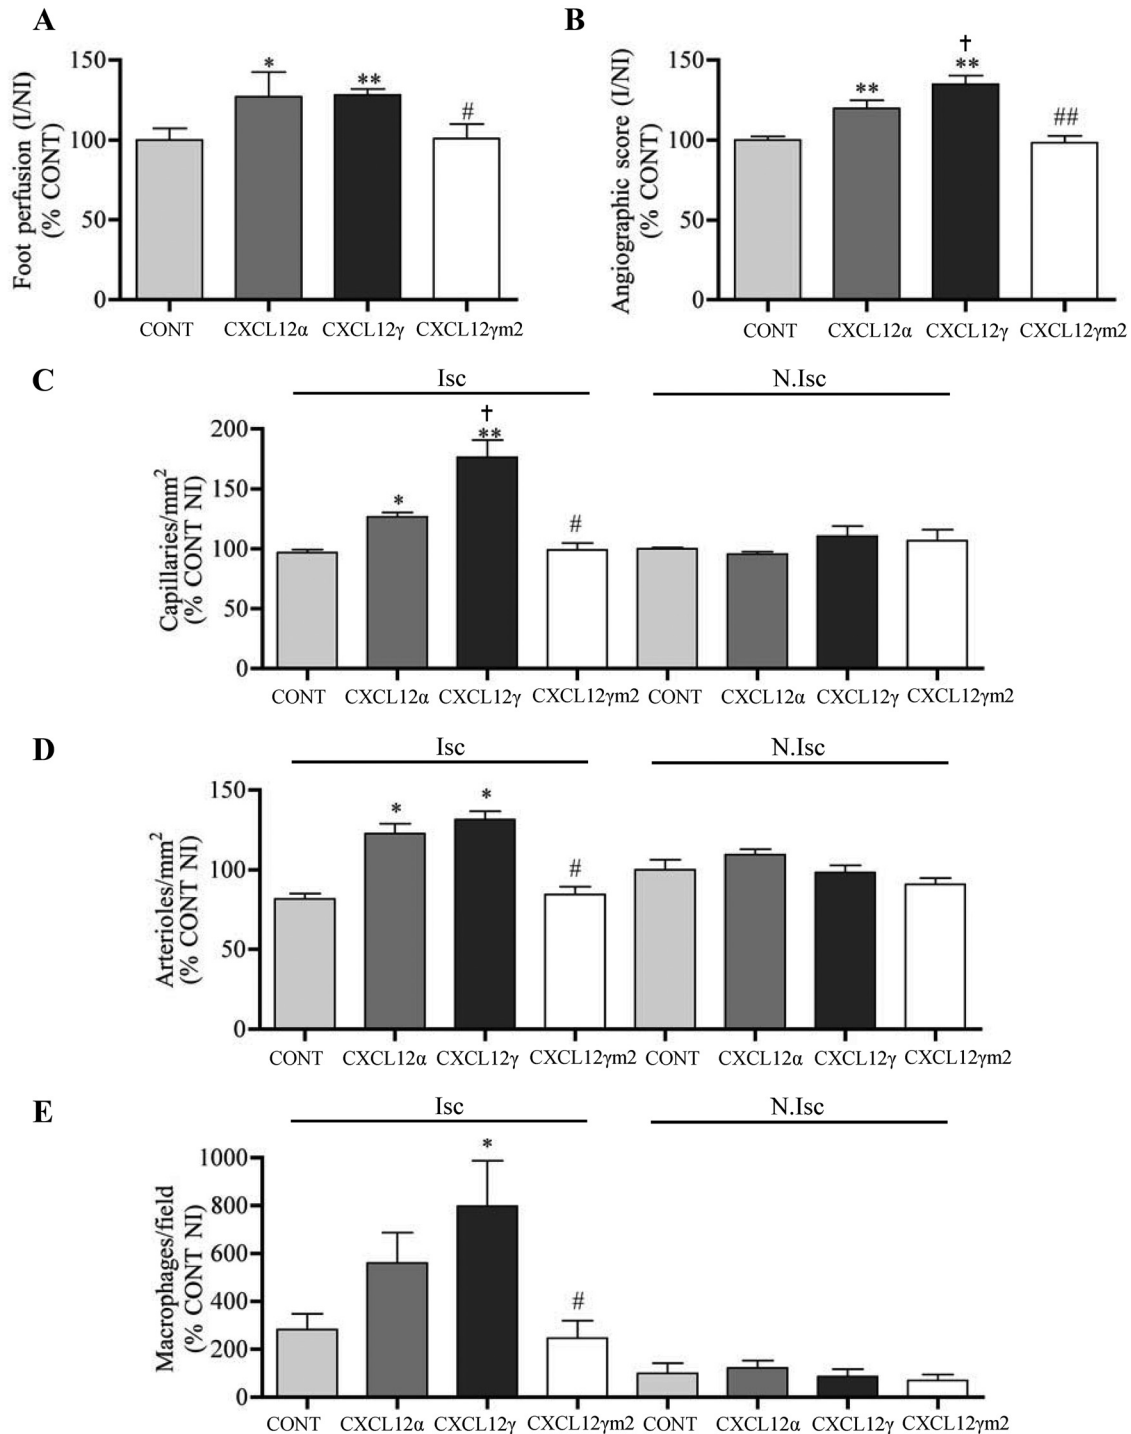 A
Foot perfusion (I/NI)
(% CONT)
150
100
50
0
*
**
#
CONT CXCL12α CXCL12γ CXCL12γm2
B
Angiographic score (I/NI)
(% CONT)
150
100
50
0
**
†
**
##
CONT CXCL12α CXCL12γ CXCL12γm2
C
Isc N.Isc
Capillaries/mm²
(% CONT NI)
200
150
100
50
0
*
†
**
#
CONT CXCL12α CXCL12γ CXCL12γm2 CONT CXCL12α CXCL12γ CXCL12γm2
D
Isc N.Isc
Arterioles/mm²
(% CONT NI)
150
100
50
0
*
*
#
CONT CXCL12α CXCL12γ CXCL12γm2 CONT CXCL12α CXCL12γ CXCL12γm2
E
Isc N.Isc
Macrophages/field
(% CONT NI)
1000
800
600
400
200
0
*
#
CONT CXCL12α CXCL12γ CXCL12γm2 CONT CXCL12α CXCL12γ CXCL12γm2